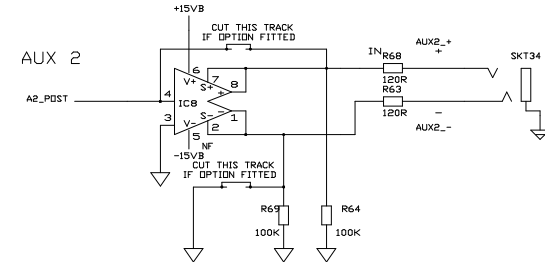 +15VB
CUT THIS TRACK
IF OPTION FITTED
AUX 2
IN
R68
AUX2_+
+
SKT34
6
V+
S+
7
8
+
120R
A2_POST
4
IC8
R63
3
-
1
120R
S-
V-
2
5
−
AUX2_-
NF
-15VB
CUT THIS TRACK
IF OPTION FITTED
R69
R64
100K
100K